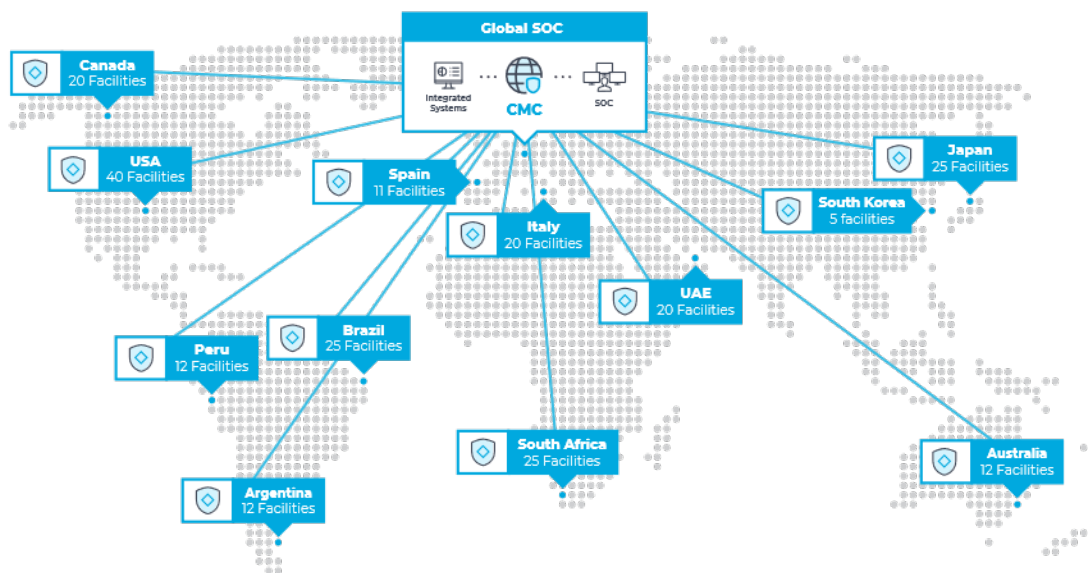 Global SOC
Integrated
Systems
CMC
SOC
Canada
20 Facilities
USA
40 Facilities
Spain
11 Facilities
Japan
25 Facilities
South Korea
5 facilities
Italy
20 Facilities
UAE
20 Facilities
Peru
12 Facilities
Brazil
25 Facilities
South Africa
25 Facilities
Australia
12 Facilities
Argentina
12 Facilities